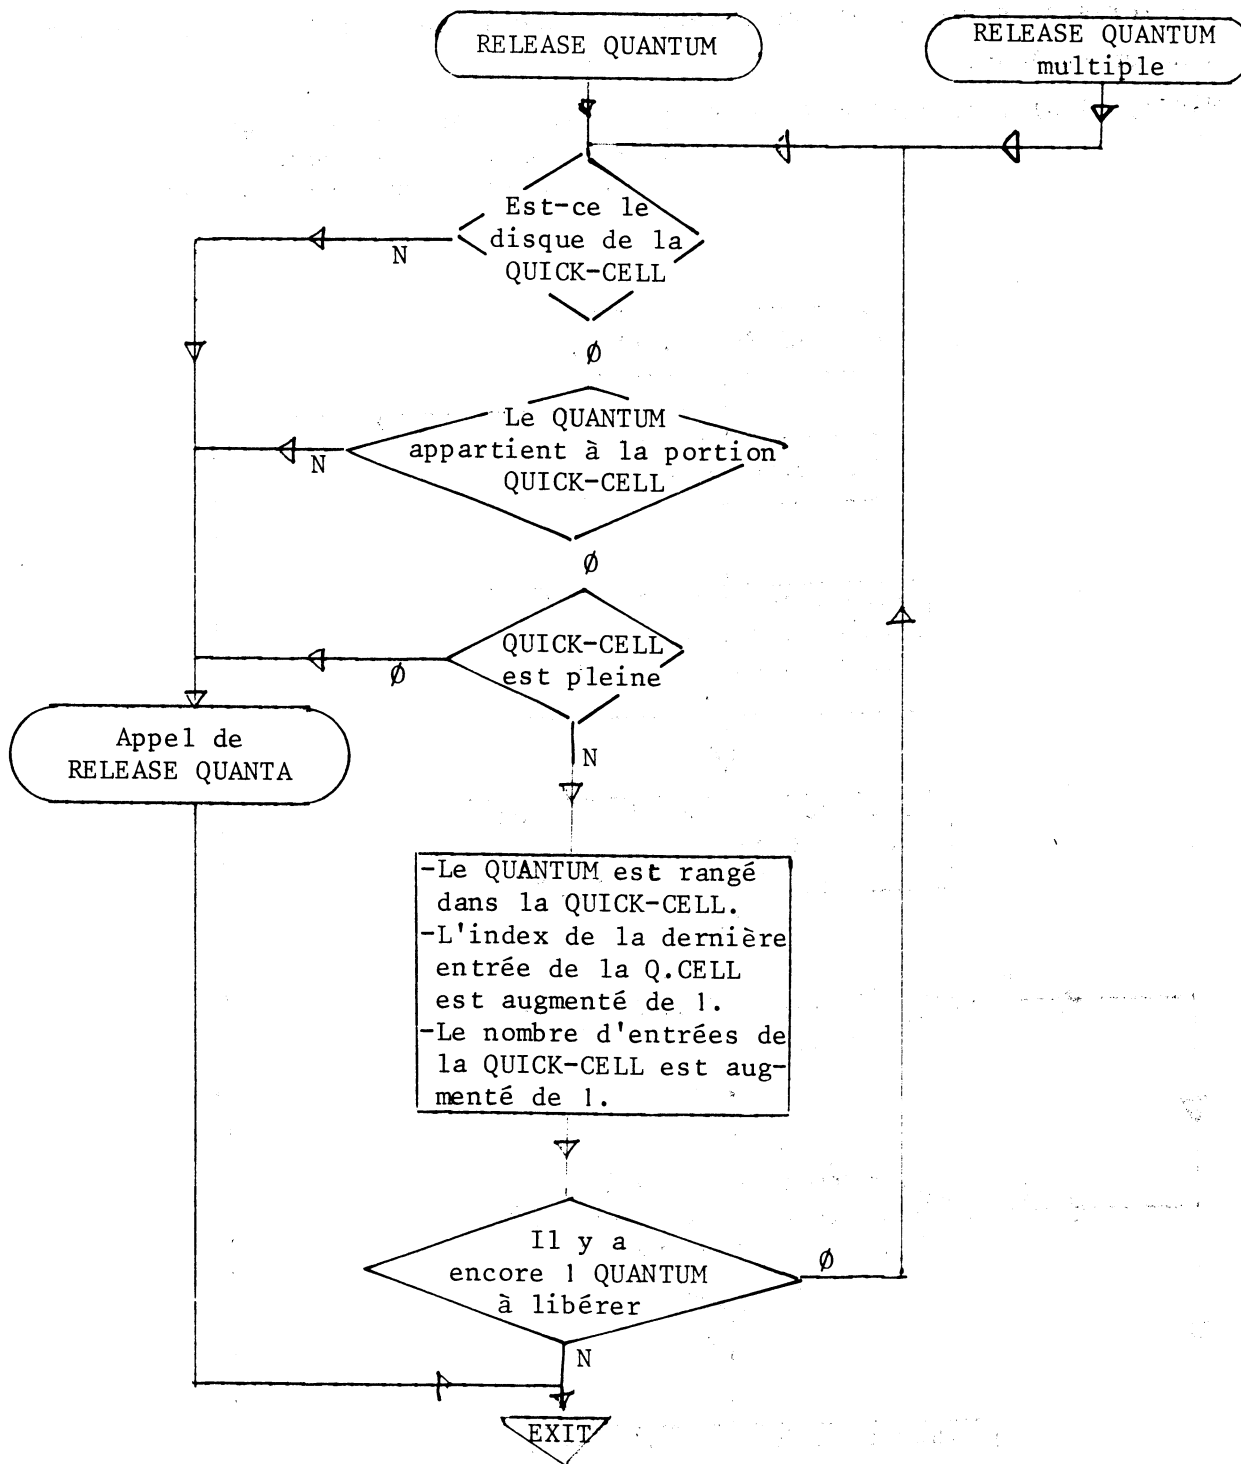 RELEASE QUANTUM
RELEASE QUANTUM
multiple
Est-ce le
disque de la
QUICK-CELL
N
Ø
Le QUANTUM
appartient à la portion
QUICK-CELL
N
Ø
QUICK-CELL
est pleine
Ø
N
Appel de
RELEASE QUANTA
-Le QUANTUM est rangé
dans la QUICK-CELL.
-L'index de la dernière
entrée de la Q.CELL
est augmenté de 1.
-Le nombre d'entrées de
la QUICK-CELL est aug-
menté de 1.
Il y a
encore 1 QUANTUM
à libérer
Ø
N
EXIT